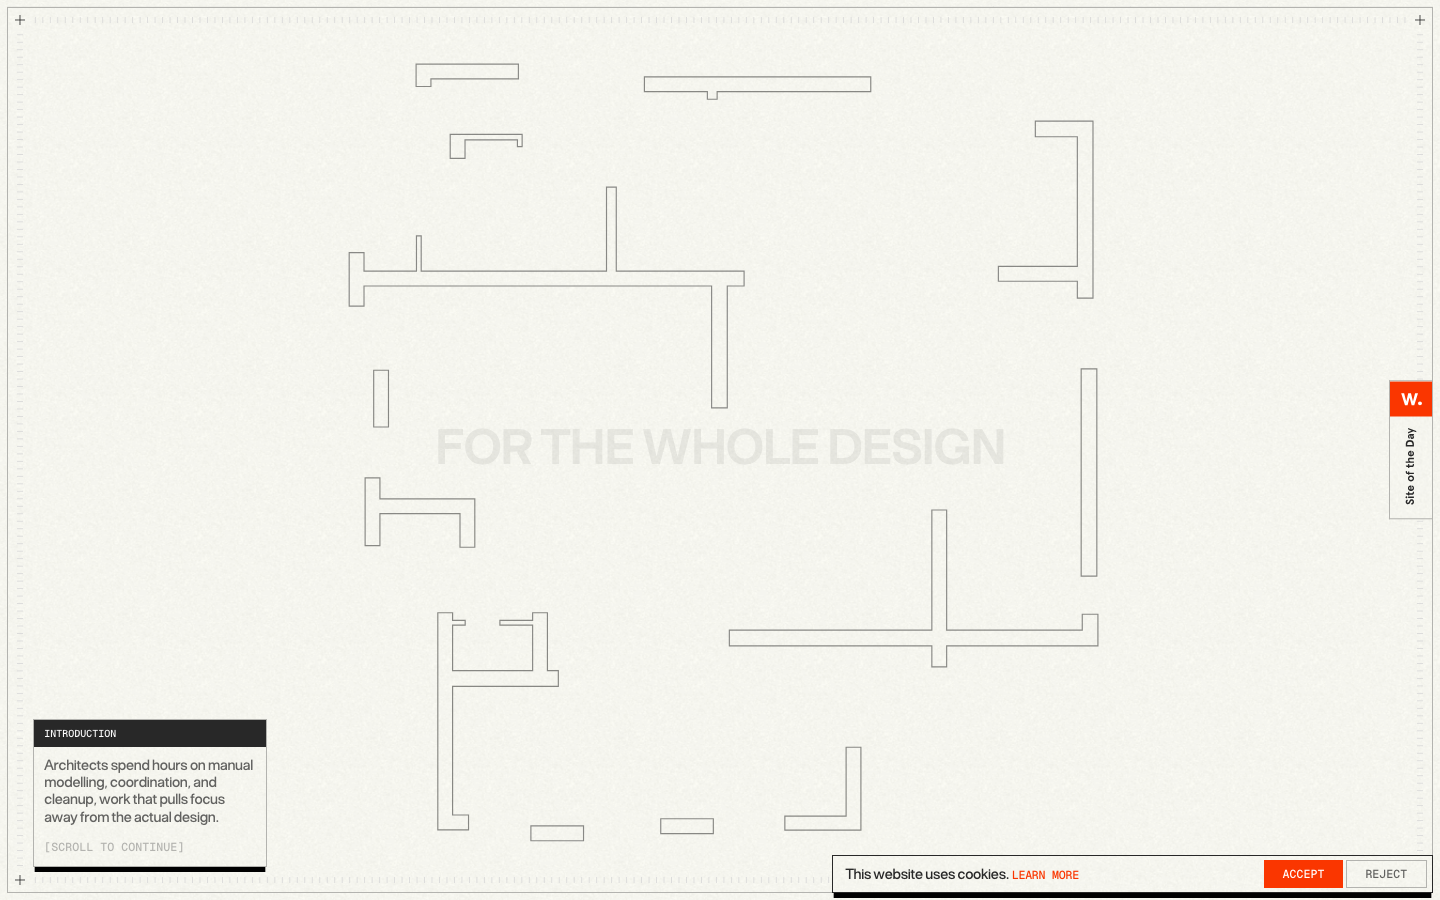 FOR THE WHOLE DESIGN
W.
Site of the Day
INTRODUCTION
Architects spend hours on manual
modelling, coordination, and
cleanup, work that pulls focus
away from the actual design.
[SCROLL TO CONTINUE]
This website uses cookies. LEARN MORE
ACCEPT
REJECT